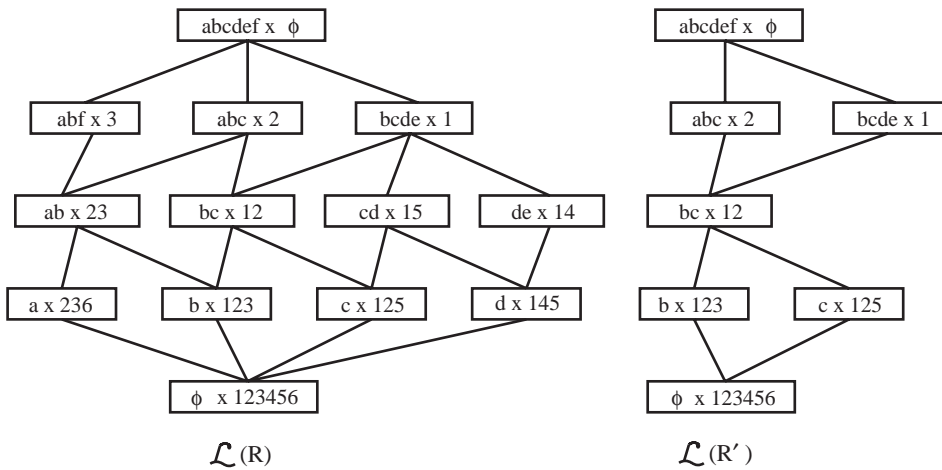 abcdef x ϕ abcdef x ϕ
abf x 3 abc x 2 bcde x 1 abc x 2 bcde x 1
ab x 23 bc x 12 cd x 15 de x 14 bc x 12
a x 236 b x 123 c x 125 d x 145 b x 123 c x 125
ϕ x 123456 ϕ x 123456
ℒ (R) ℒ (R′)